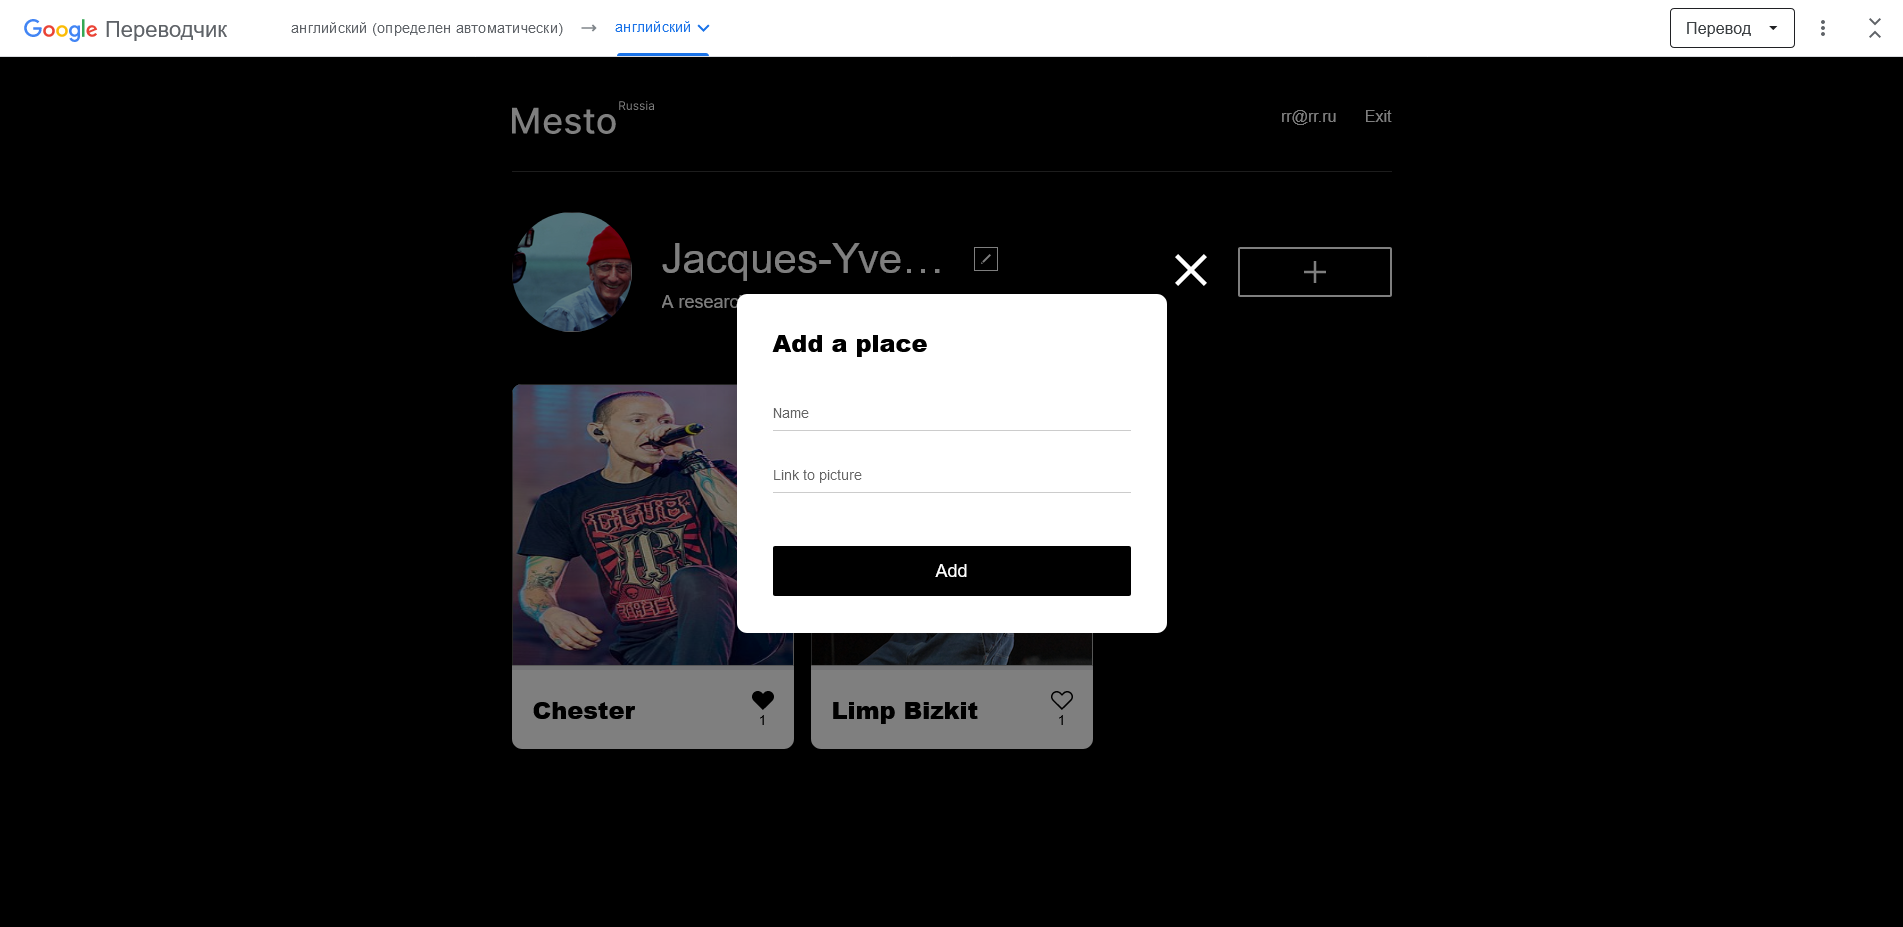 Google Переводчик
английский (определен автоматически) → английский
Перевод
Mesto Russia
rr@rr.ru
Exit
Jacques-Yve...
A researc
Add a place
Name
Link to picture
Add
CLUB
Chester
1
Limp Bizkit
1